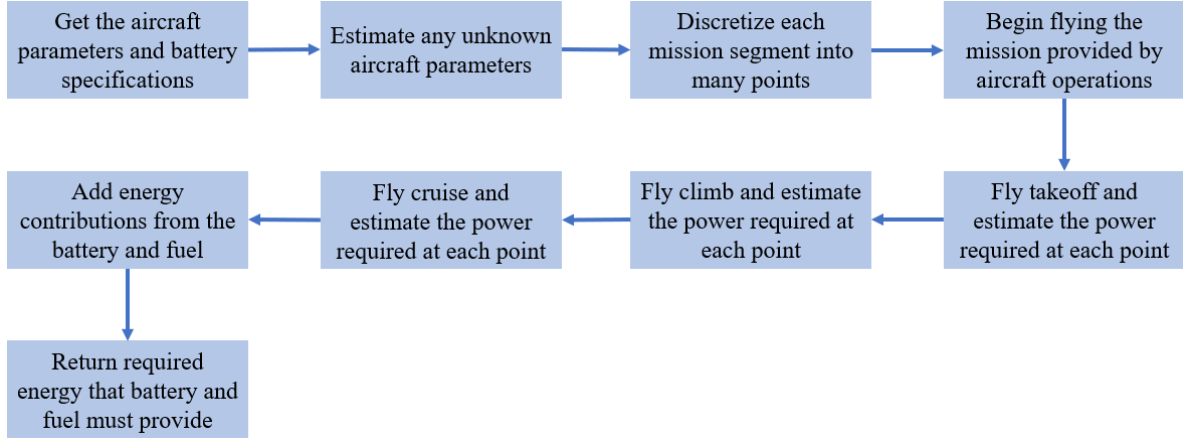 Get the aircraft
parameters and battery
specifications
Estimate any unknown
aircraft parameters
Discretize each
mission segment into
many points
Begin flying the
mission provided by
aircraft operations
Fly takeoff and
estimate the power
required at each point
Fly climb and estimate
the power required at
each point
Fly cruise and
estimate the power
required at each point
Add energy
contributions from the
battery and fuel
Return required
energy that battery and
fuel must provide